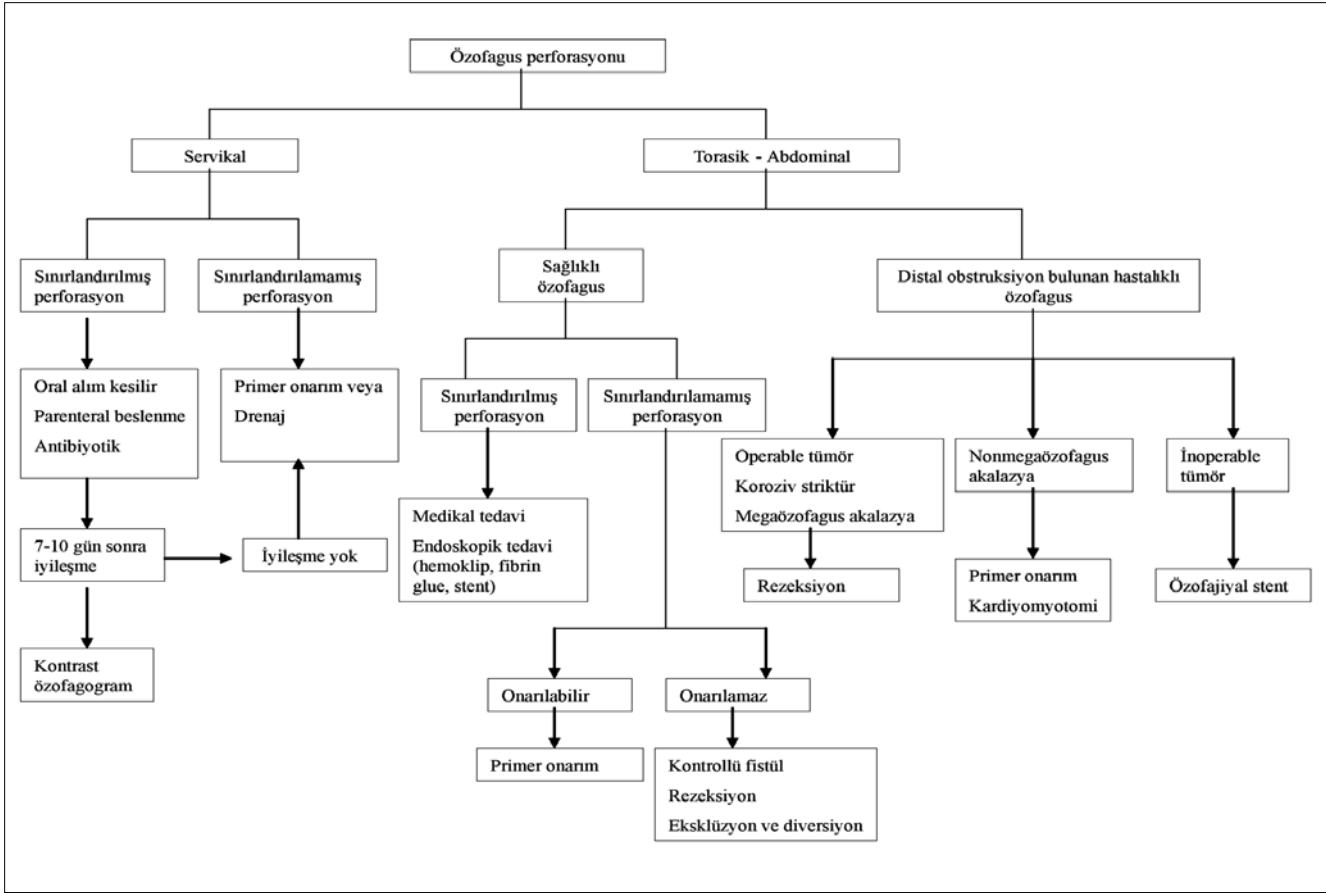 Özofagus perforasyonu
Servikal
Torasik - Abdominal
Sınırlandırılmış
perforasyon
Sınırlandırılamamış
perforasyon
Sağlıklı
özofagus
Distal obstruksiyon bulunan hastalıklı
özofagus
Oral alım kesilir
Parenteral beslenme
Antibiyotik
Primer onarım veya
Drenaj
Sınırlandırılmış
perforasyon
Sınırlandırılamamış
perforasyon
Operable tümör
Koroziv striktür
Megaözofagus akalazya
Nonmegaözofagus
akalazya
İnoperable
tümör
7-10 gün sonra
iyileşme
İyileşme yok
Medikal tedavi
Endoskopik tedavi
(hemoklip, fibrin
glue, stent)
Rezeksiyon
Primer onarım
Kardiyomyotomi
Özofajiyal stent
Kontrast
özofagogram
Onarılabilir
Onarılamaz
Primer onarım
Kontrollü fistül
Rezeksiyon
Eksklüzyon ve diversiyon